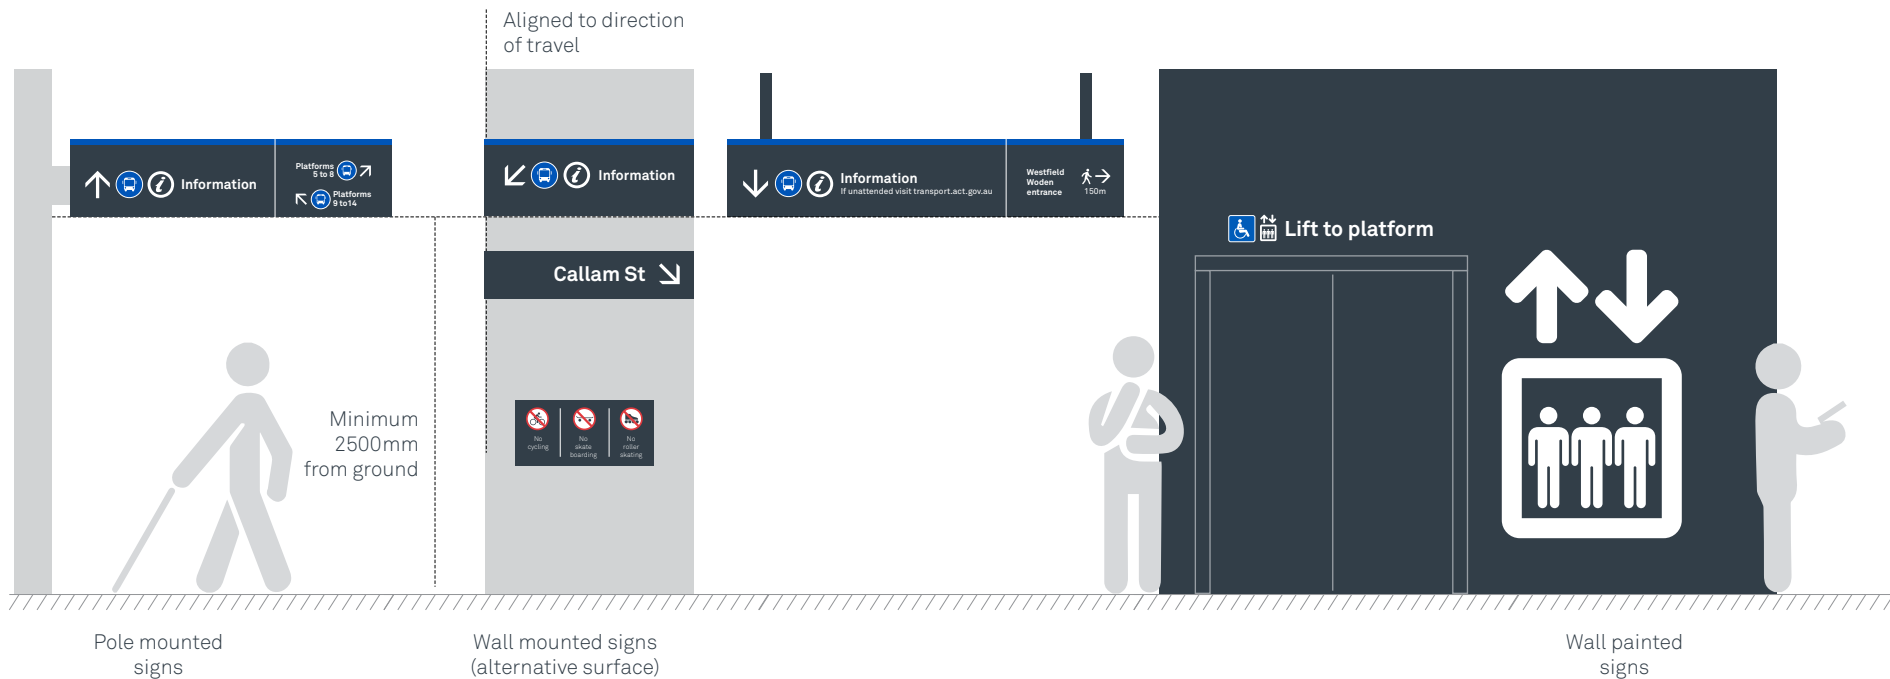 Aligned to direction
of travel
Information
Platforms
5 to 8
Platforms
9 to14
Information
Information
If unattended visit transport.act.gov.au
Westfield
Woden
entrance
150m
Callam St
Lift to platform
No
cycling
No
skate
boarding
No
roller
skating
Minimum
2500mm
from ground
Pole mounted
signs
Wall mounted signs
(alternative surface)
Wall painted
signs